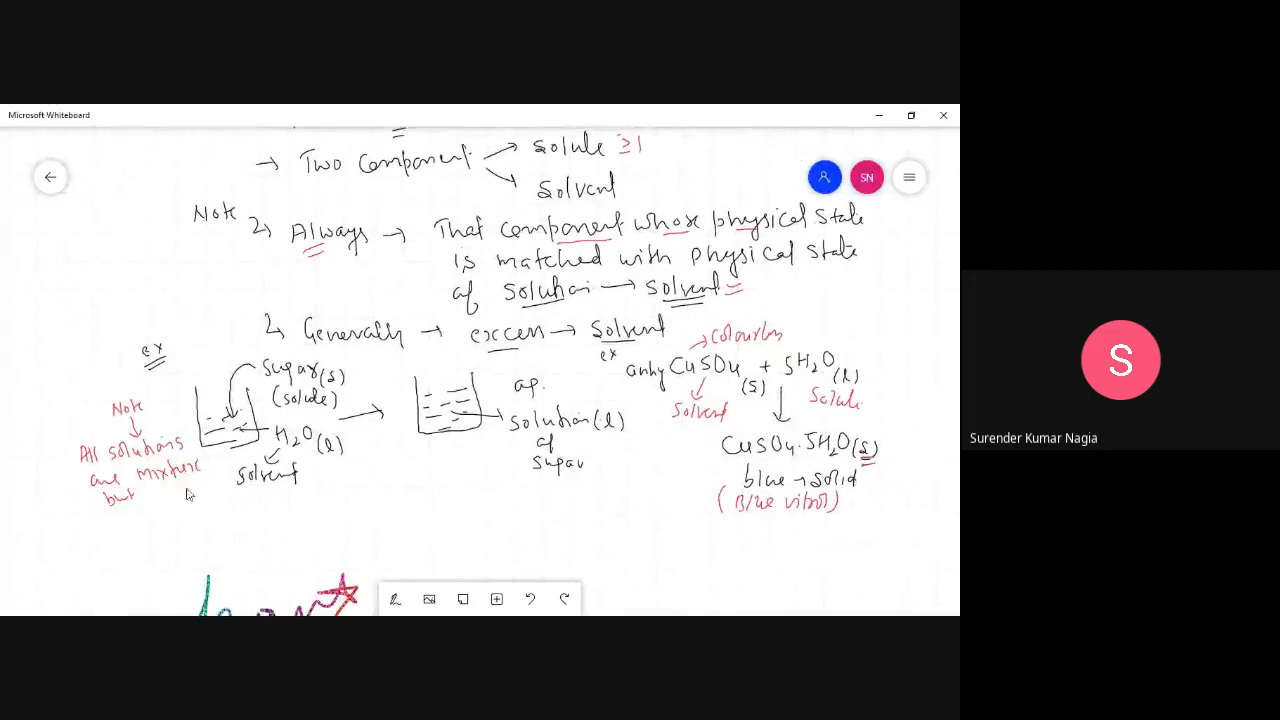 Microsoft Whiteboard
→ Two Component → Solute ≥1
→ Solvent
SN
Note
Always → That component whose physical state
is matched with physical state
of Solution → Solvent
Generally → excess → Solvent
ex
Sugar(s)
(solute)
H2O(l)
Solvent
Note
↓
All solutions
are mixture
but
aq.
solution(l)
of
Sugar
ex
→ colourless
anhy CuSO4(s) + 5H2O(l)
Solvent
Solute
CuSO4.5H2O(s)
blue → solid
(Blue vitriol)
S
Surender Kumar Nagia